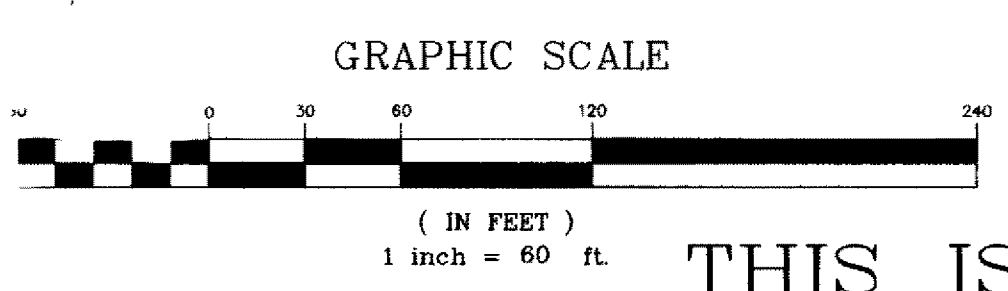 GRAPHIC SCALE
0 30 60 120 240
( IN FEET )
1 inch = 60 ft.
THIS IS